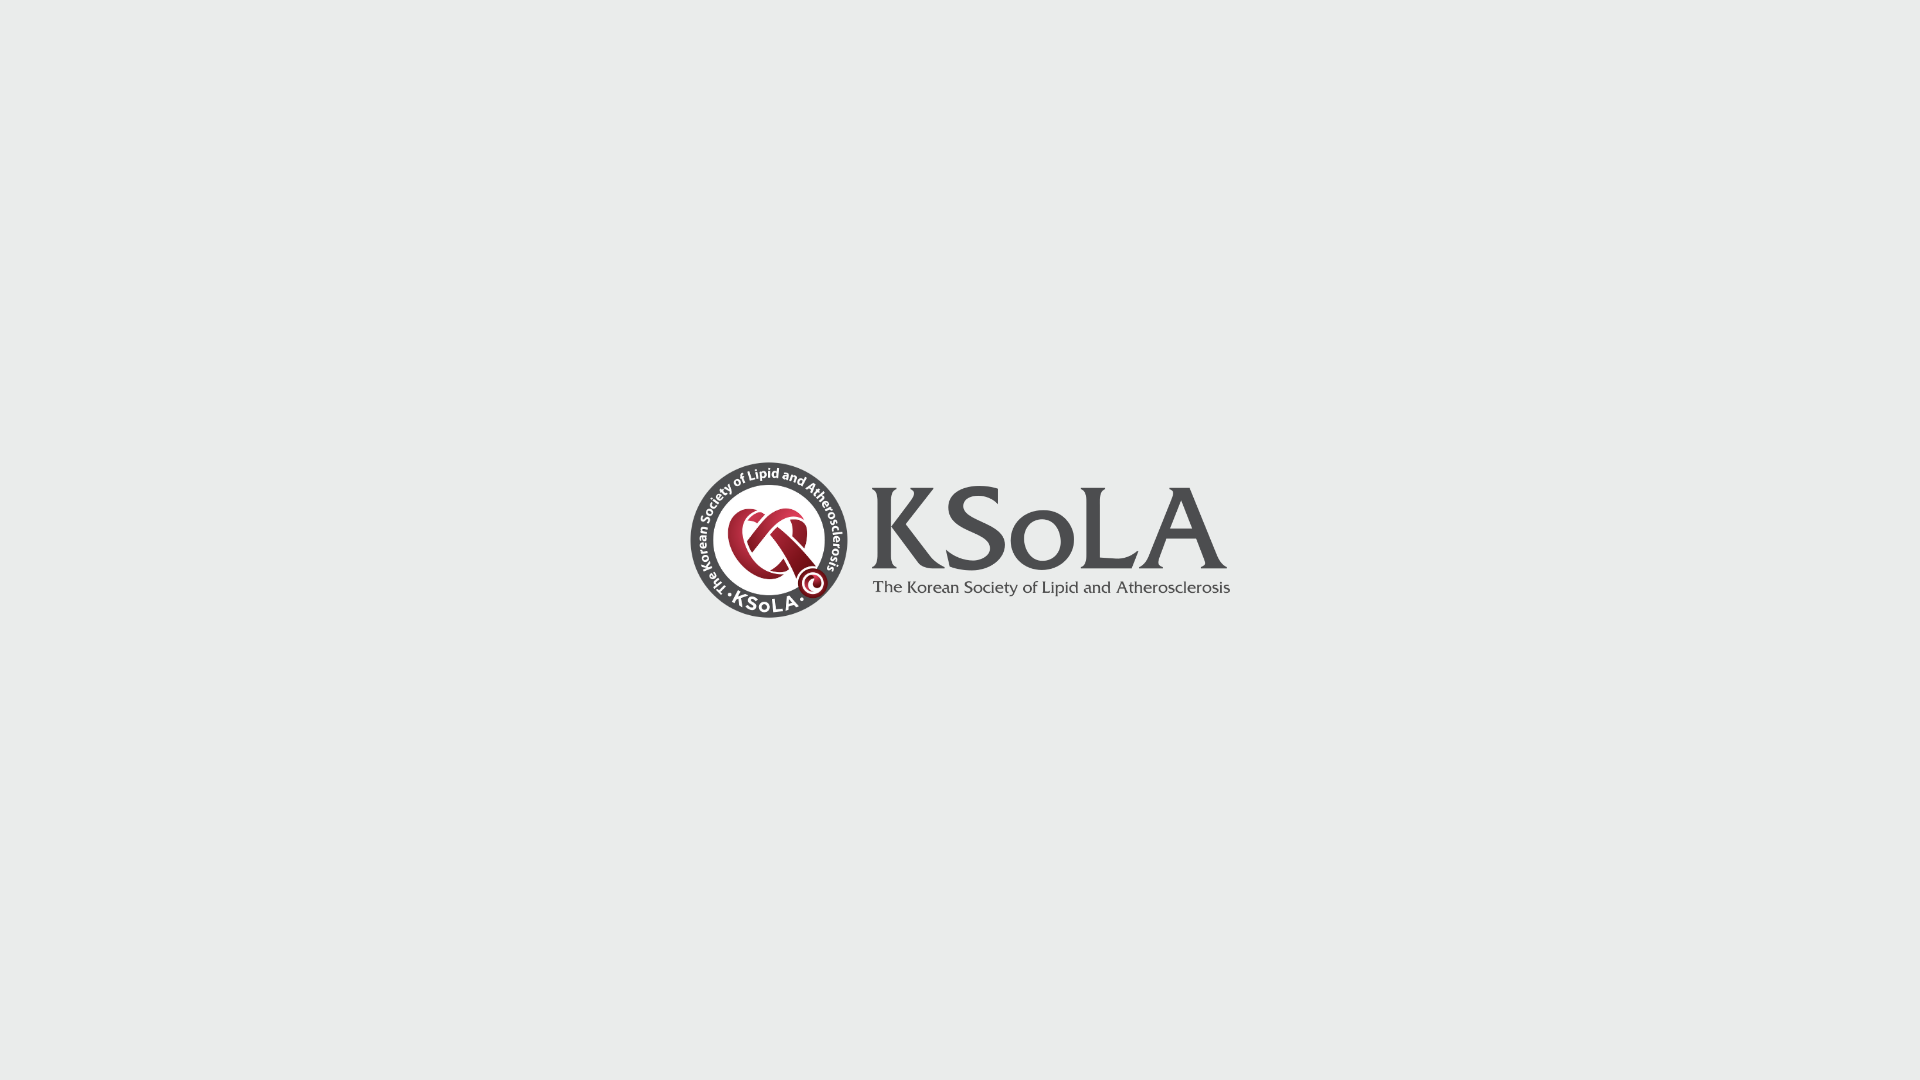 The Korean Society of Lipid and Atherosclerosis
· KSoLA ·
KSoLA
The Korean Society of Lipid and Atherosclerosis